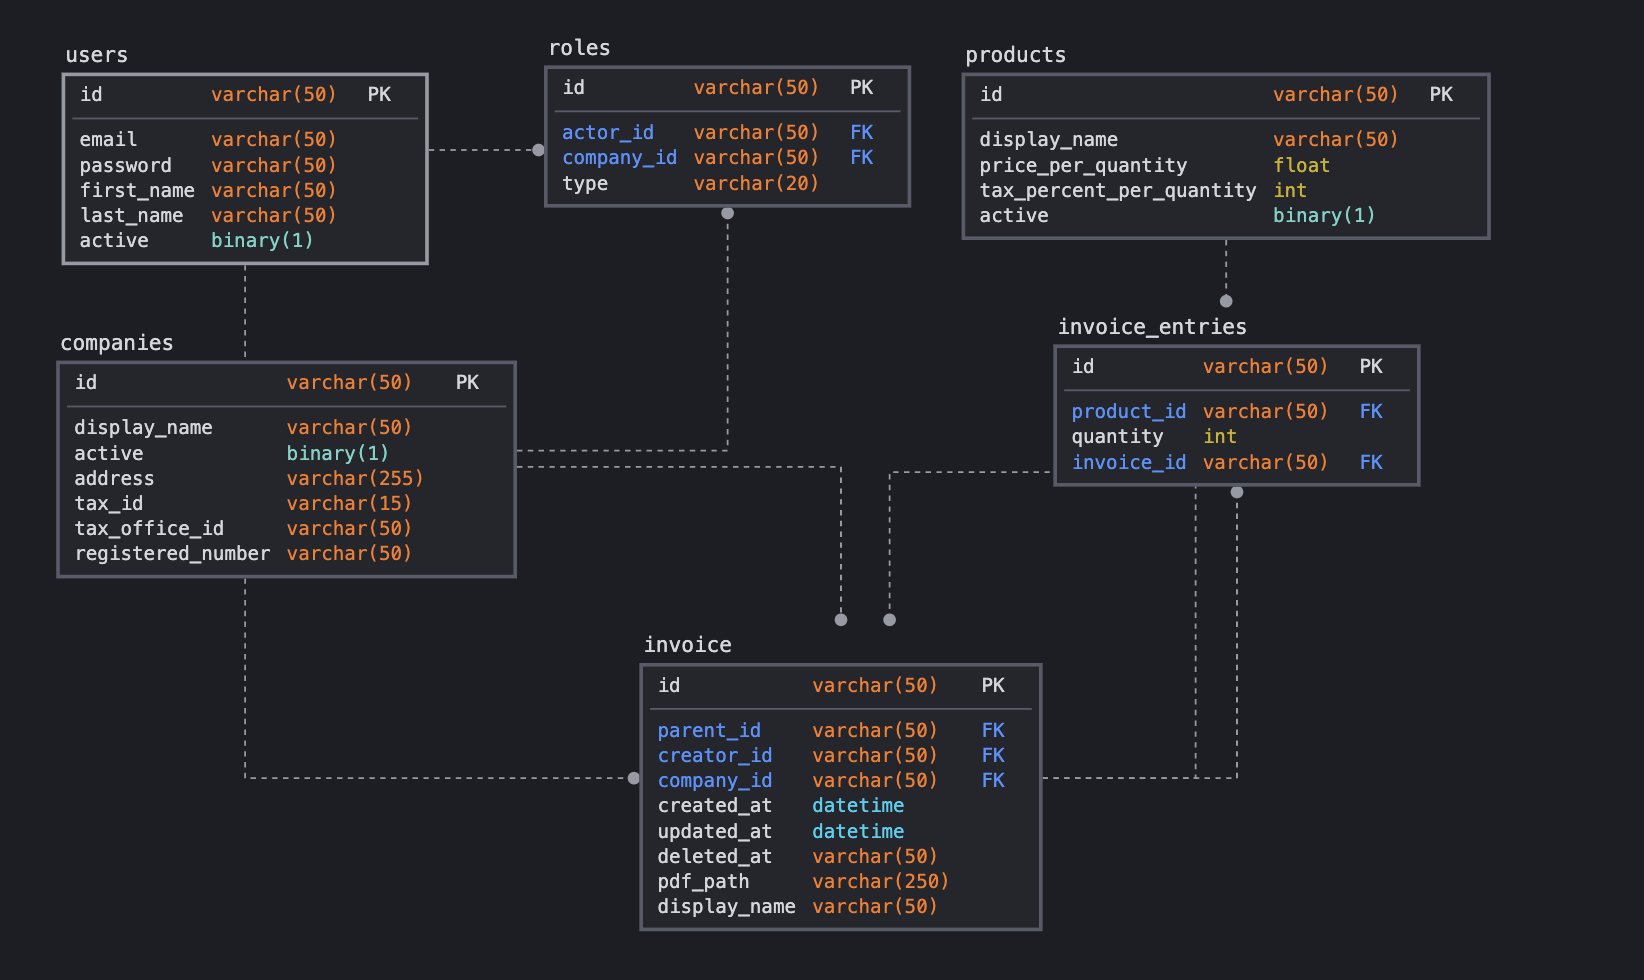 users
id varchar(50) PK
email varchar(50)
password varchar(50)
first_name varchar(50)
last_name varchar(50)
active binary(1)
roles
id varchar(50) PK
actor_id varchar(50) FK
company_id varchar(50) FK
type varchar(20)
products
id varchar(50) PK
display_name varchar(50)
price_per_quantity float
tax_percent_per_quantity int
active binary(1)
companies
id varchar(50) PK
display_name varchar(50)
active binary(1)
address varchar(255)
tax_id varchar(15)
tax_office_id varchar(50)
registered_number varchar(50)
invoice_entries
id varchar(50) PK
product_id varchar(50) FK
quantity int
invoice_id varchar(50) FK
invoice
id varchar(50) PK
parent_id varchar(50) FK
creator_id varchar(50) FK
company_id varchar(50) FK
created_at datetime
updated_at datetime
deleted_at varchar(50)
pdf_path varchar(250)
display_name varchar(50)